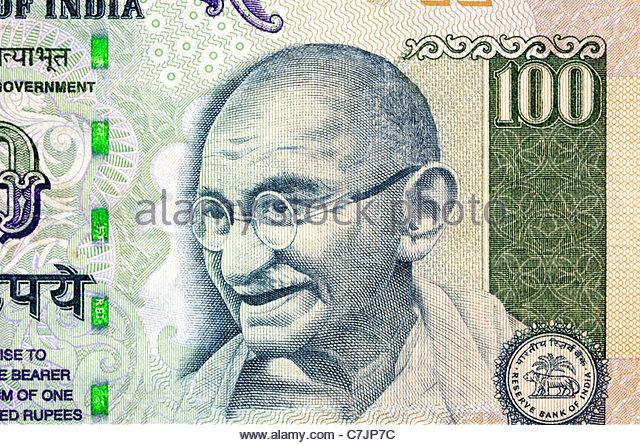 OF INDIA
त्याभूत
GOVERNMENT
100
रुपये
ISE TO
E BEARER
M OF ONE
ED RUPEES
भारतीय रिज़र्व बैंक
RESERVE BANK OF INDIA
alamy stock photo
C7JP7C
www.alamy.com